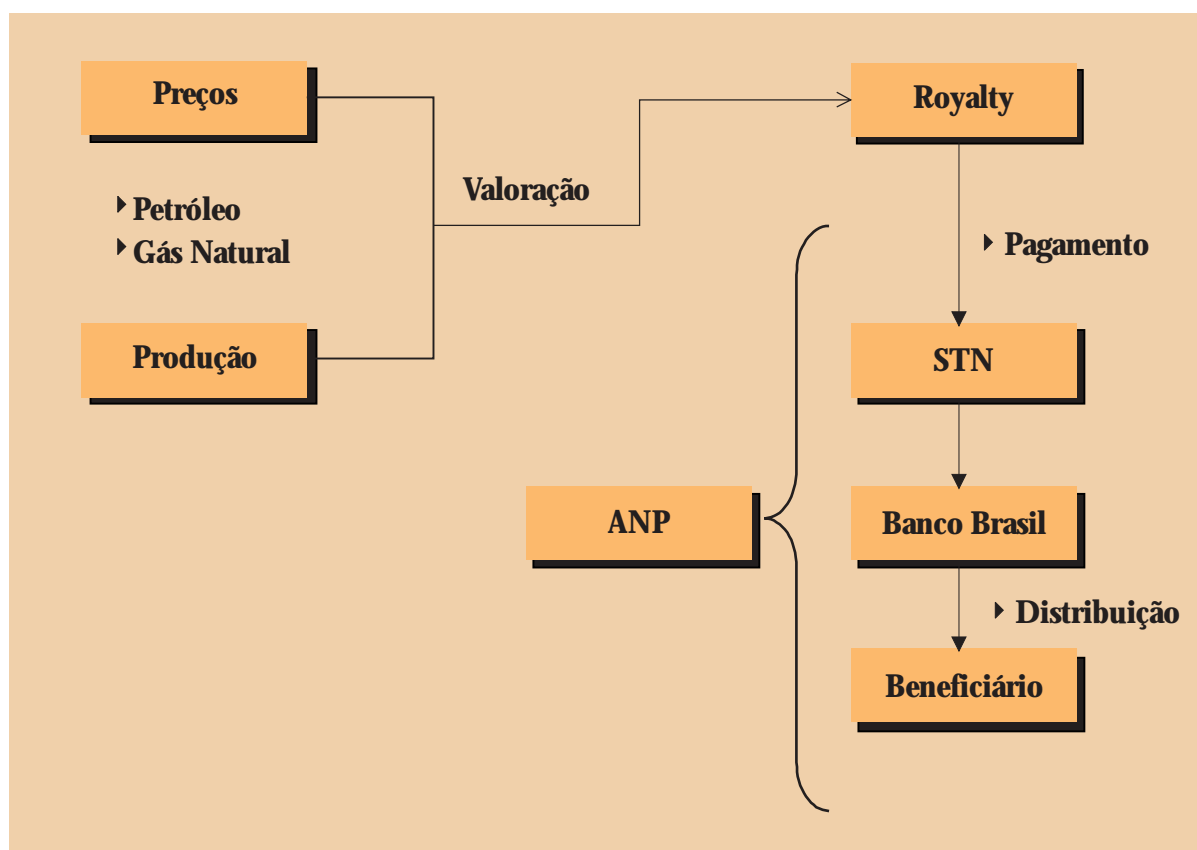 Preços
Petróleo
Gás Natural
Produção
Valoração
Royalty
Pagamento
STN
ANP
Banco Brasil
Distribuição
Beneficiário